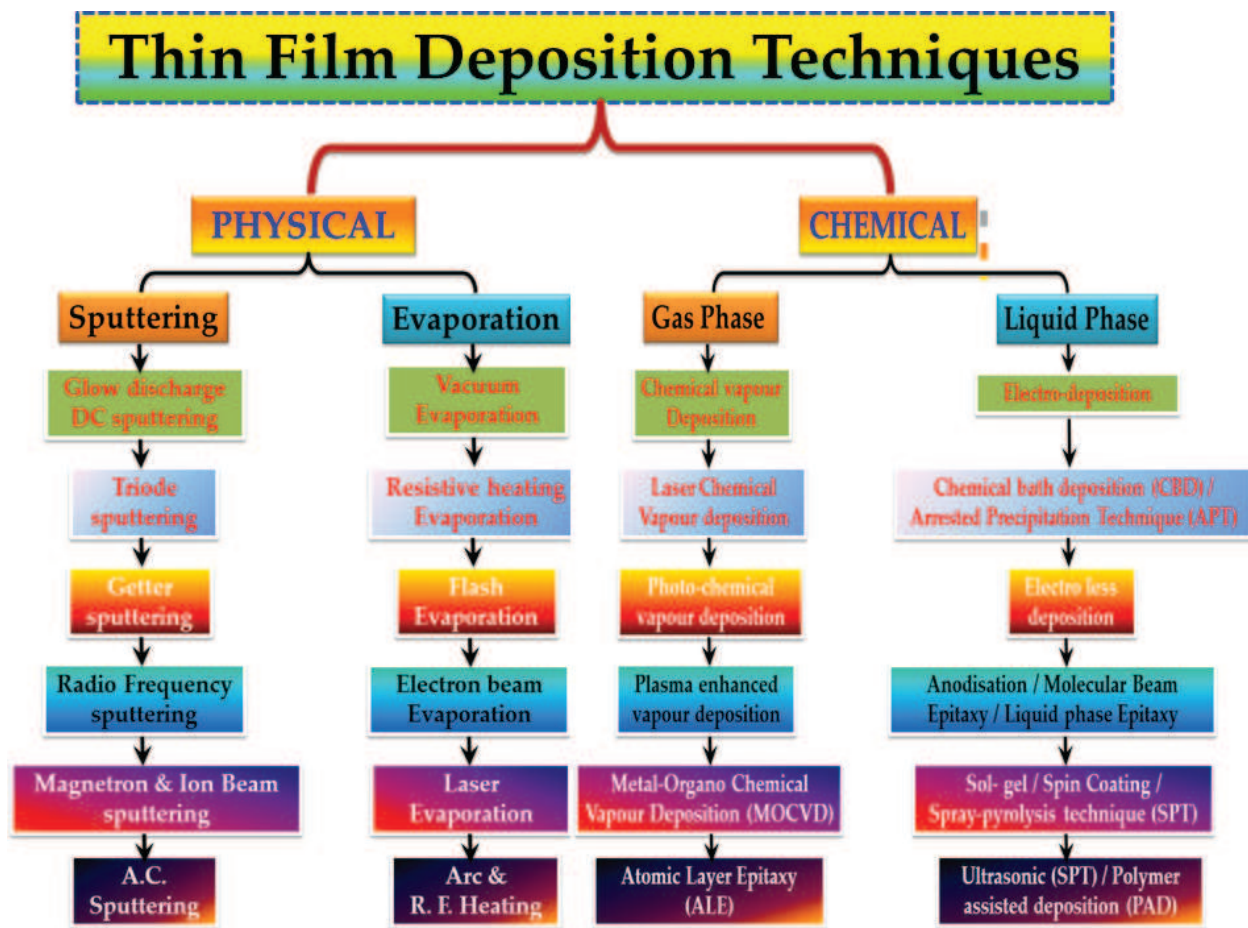 Thin Film Deposition Techniques
PHYSICAL
CHEMICAL
Sputtering
Evaporation
Gas Phase
Liquid Phase
Glow discharge
DC sputtering
Vacuum
Evaporation
Chemical vapour
Deposition
Electro-deposition
Triode
sputtering
Resistive heating
Evaporation
Laser Chemical
Vapour deposition
Chemical bath deposition (CBD) /
Arrested Precipitation Technique (APT)
Getter
sputtering
Flash
Evaporation
Photo-chemical
vapour deposition
Electro less
deposition
Radio Frequency
sputtering
Electron beam
Evaporation
Plasma enhanced
vapour deposition
Anodisation / Molecular Beam
Epitaxy / Liquid phase Epitaxy
Magnetron & Ion Beam
sputtering
Laser
Evaporation
Metal-Organo Chemical
Vapour Deposition (MOCVD)
Sol- gel / Spin Coating /
Spray-pyrolysis technique (SPT)
A.C.
Sputtering
Arc &
R. F. Heating
Atomic Layer Epitaxy
(ALE)
Ultrasonic (SPT) / Polymer
assisted deposition (PAD)